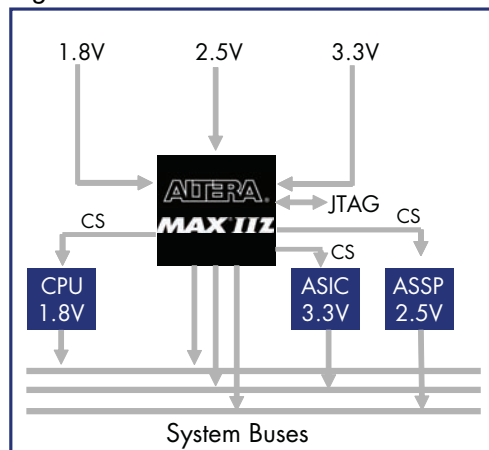 1.8V 2.5V 3.3V
ALTERA®
MAX® IIZ
JTAG
CS
CS
CS
CPU
1.8V
ASIC
3.3V
ASSP
2.5V
System Buses